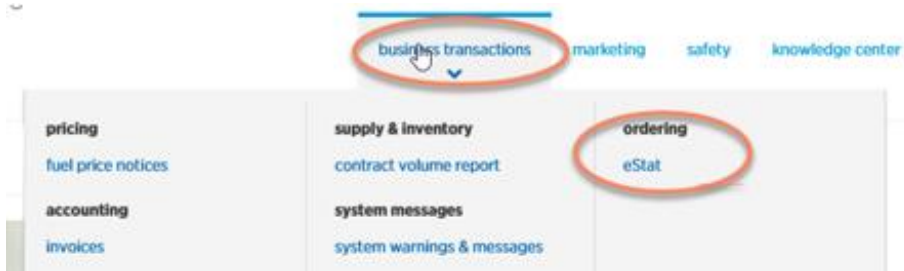 business transactions marketing safety knowledge center
pricing supply & inventory ordering
fuel price notices contract volume report eStat
accounting system messages
invoices system warnings & messages